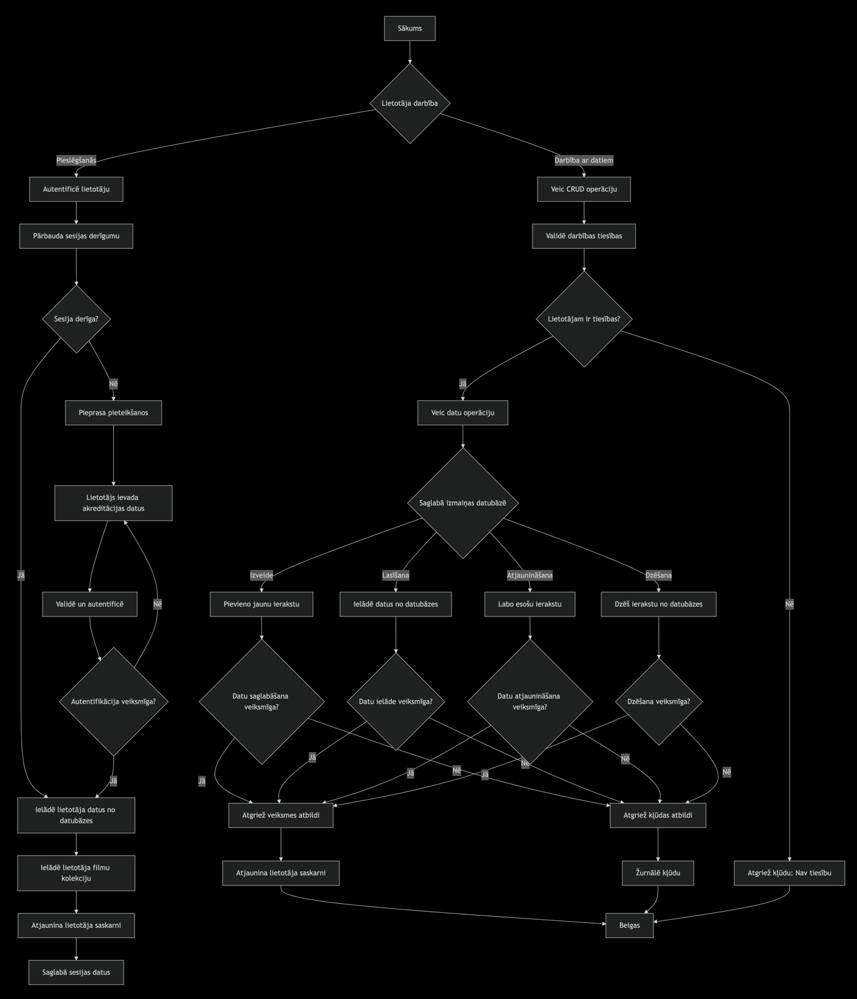 Sākums
Lietotāja darbība
Pieslēgšanās
Darbība ar datiem
Autentificē lietotāju
Veic CRUD operāciju
Pārbauda sesijas derīgumu
Validē darbības tiesības
Sesija derīga?
Lietotājam ir tiesības?
Nē
Jā
Pieprasa pieteikšanos
Veic datu operāciju
Lietotājs ievada
akreditācijas datus
Saglabā izmaiņas datubāzē
Jā
Izveide
Lasīšana
Atjaunināšana
Dzēšana
Validē un autentificē
Nē
Pievieno jaunu ierakstu
Ielādē datus no datubāzes
Labo esošu ierakstu
Dzēš ierakstu no datubāzes
Nē
Autentifikācija veiksmīga?
Datu saglabāšana
veiksmīga?
Datu ielāde veiksmīga?
Datu atjaunināšana
veiksmīga?
Dzēšana veiksmīga?
Jā
Jā
Jā
Nē
Jā
Jā
Nē
Nē
Nē
Ielādē lietotāja datus no
datubāzes
Atgriež veiksmes atbildi
Atgriež kļūdas atbildi
Ielādē lietotāja filmu
kolekciju
Atjaunina lietotāja saskarni
Žurnālē kļūdu
Atgriež kļūdu: Nav tiesību
Atjaunina lietotāja saskarni
Beigas
Saglabā sesijas datus